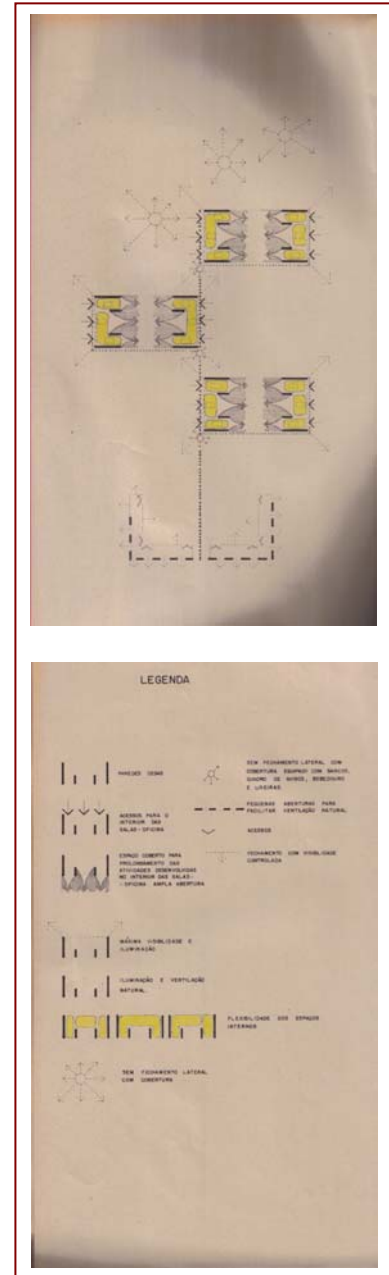 LEGENDA
PAREDES CEGAS
ACESSOS PARA O
INTERIOR DAS
SALAS-OFICINA
ESPAÇO COBERTO PARA
PROLONGAMENTO DAS
ATIVIDADES DESENVOLVIDAS
NO INTERIOR DAS SALAS-
-OFICINA AMPLA ABERTURA
MÁXIMA VISIBILIDADE E
ILUMINAÇÃO
ILUMINAÇÃO E VENTILAÇÃO
NATURAL.
SEM FECHAMENTO LATERAL
COM COBERTURA
SEM FECHAMENTO LATERAL COM
COBERTURA EQUIPADO COM BANCOS,
QUADRO DE AVISOS, BEBEDOURO
E LIXEIRAS
PEQUENAS ABERTURAS PARA
FACILITAR VENTILAÇÃO NATURAL
ACESSOS
FECHAMENTO COM VISIBILIDADE
CONTROLADA
FLEXIBILIDADE DOS ESPAÇOS
INTERNOS